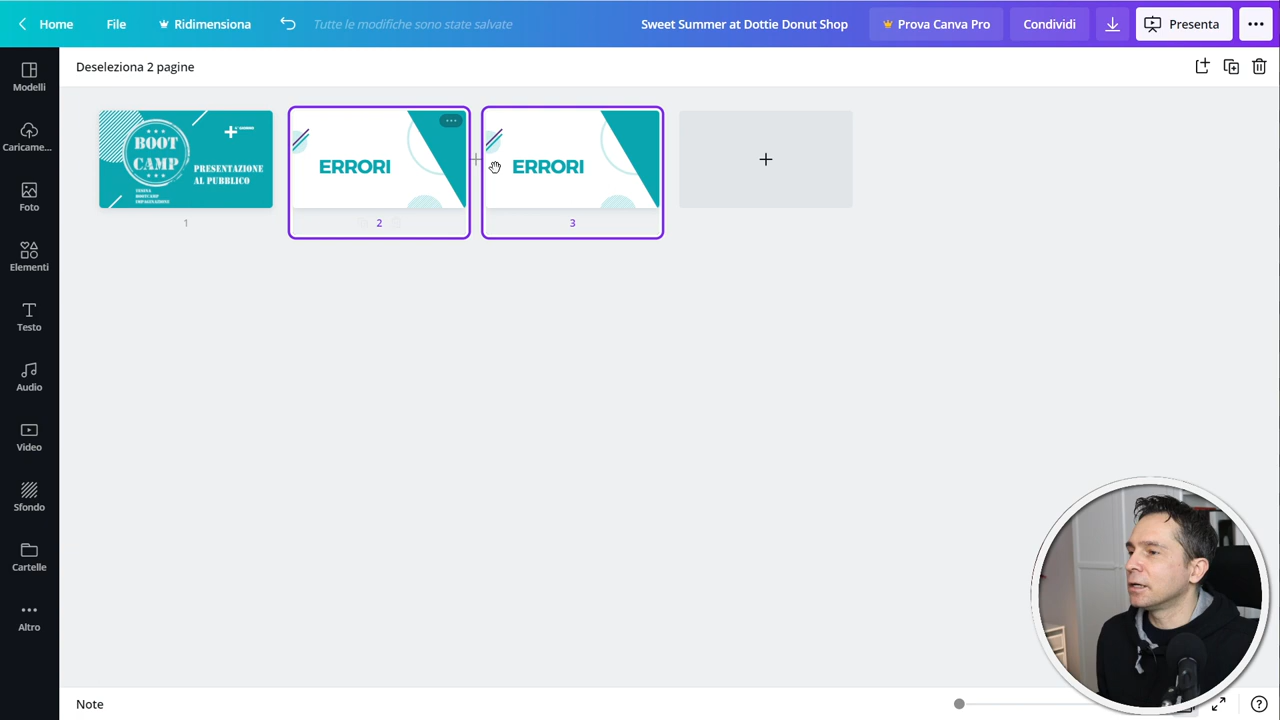 Home
File
Ridimensiona
Tutte le modifiche sono state salvate
Sweet Summer at Dottie Donut Shop
Prova Canva Pro
Condividi
Presenta
Deseleziona 2 pagine
Modelli
Caricame...
Foto
Elementi
Testo
Audio
Video
Sfondo
Cartelle
Altro
BOOT
CAMP
PRESENTAZIONE
AL PUBBLICO
BOOTCAMP
1
ERRORI
2
ERRORI
3
Note